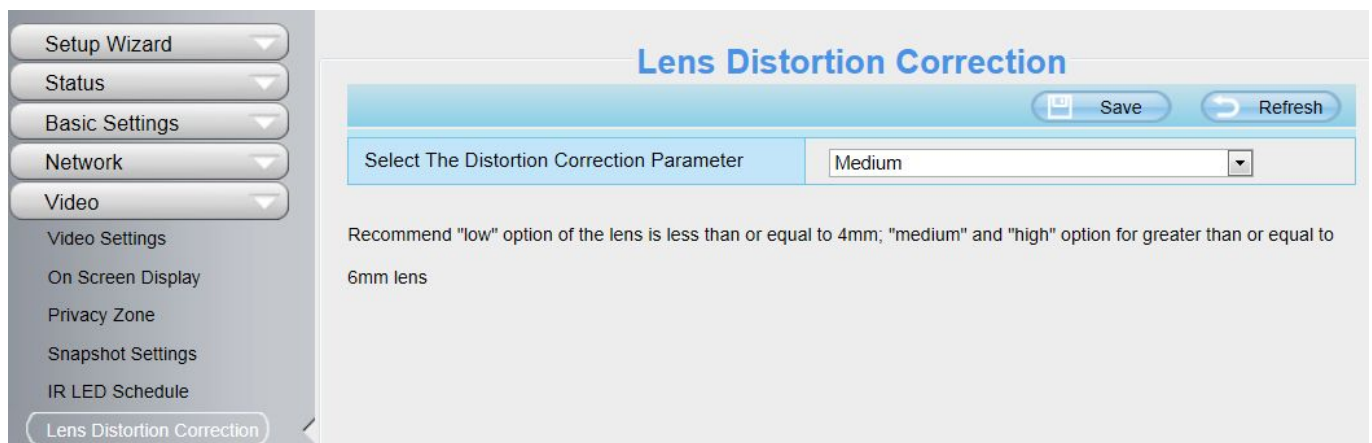 Setup Wizard
Status
Basic Settings
Network
Video
Video Settings
On Screen Display
Privacy Zone
Snapshot Settings
IR LED Schedule
Lens Distortion Correction
Lens Distortion Correction
Save Refresh
Select The Distortion Correction Parameter Medium
Recommend "low" option of the lens is less than or equal to 4mm; "medium" and "high" option for greater than or equal to
6mm lens